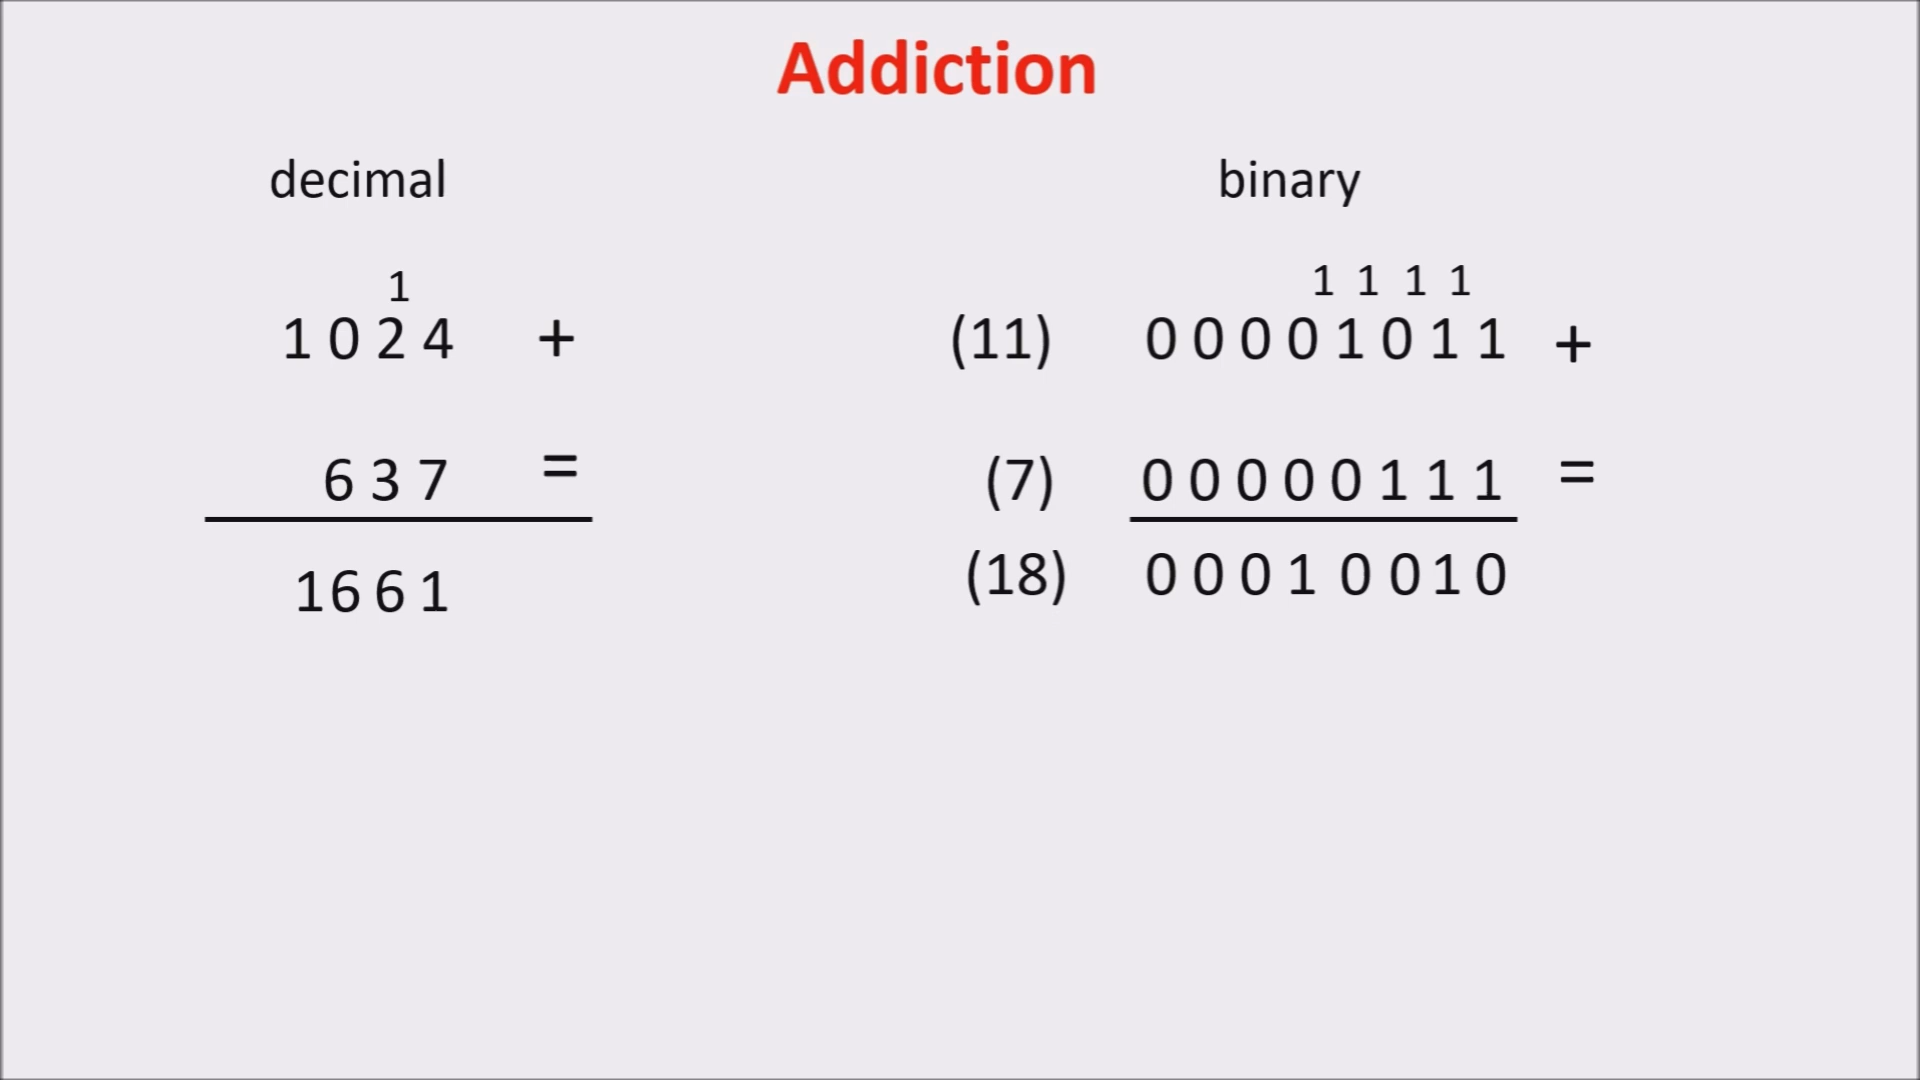 Addiction
decimal
1
1 0 2 4 +
6 3 7 =
1 6 6 1
binary
1 1 1 1
(11) 0 0 0 0 1 0 1 1 +
(7) 0 0 0 0 0 1 1 1 =
(18) 0 0 0 1 0 0 1 0